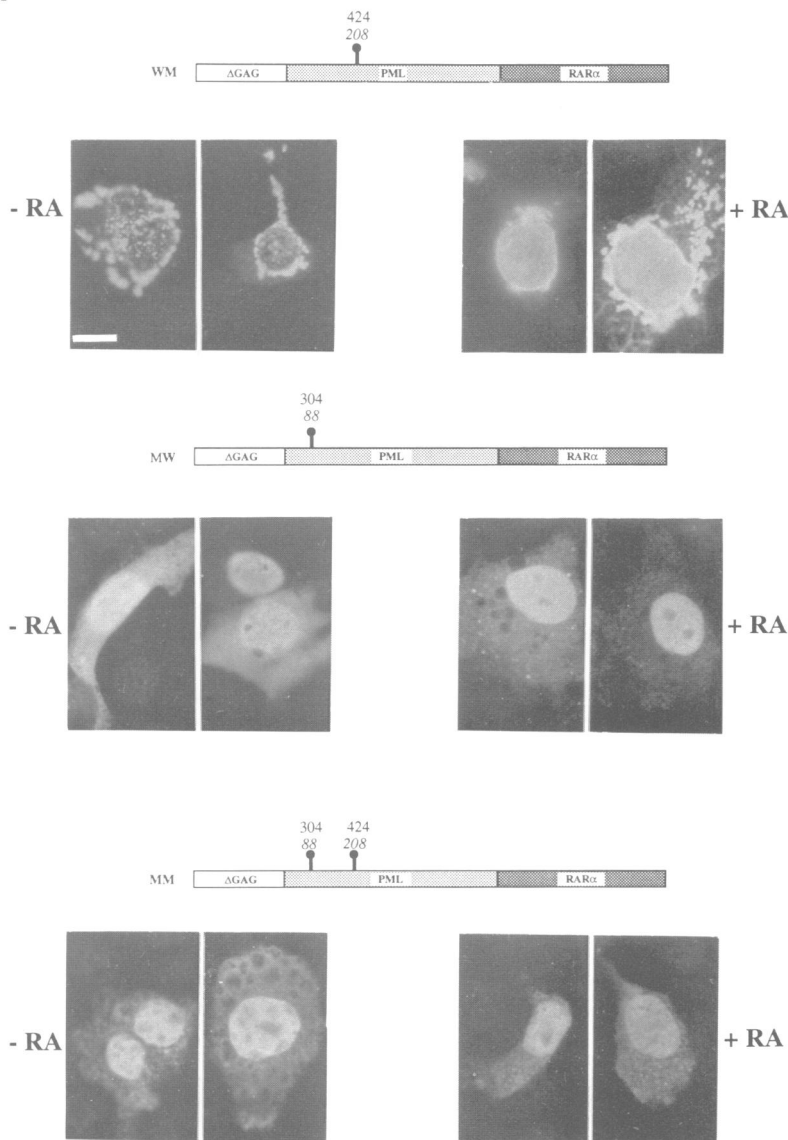 424
208
WM ΔGAG PML RARα
- RA + RA
304
88
MW ΔGAG PML RARα
- RA + RA
304 424
88 208
MM ΔGAG PML RARα
- RA + RA